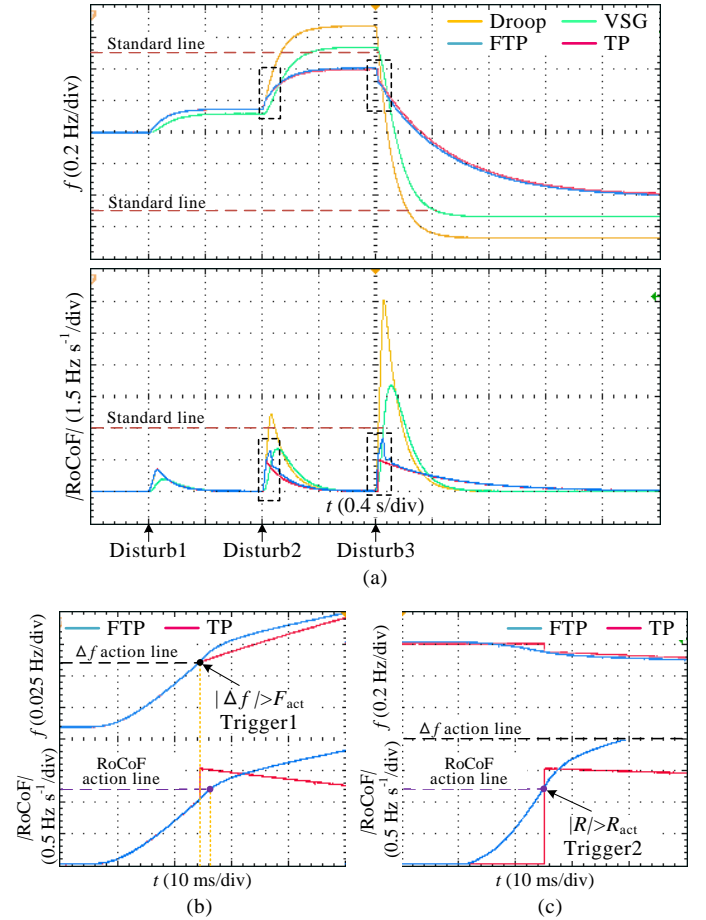 Droop VSG
FTP TP
Standard line
Standard line
f (0.2 Hz/div)
Standard line
/RoCoF/ (1.5 Hz s⁻¹/div)
t (0.4 s/div)
Disturb1 Disturb2 Disturb3
(a)
FTP TP
Δf action line
|Δf|>F_act
Trigger1
f (0.025 Hz/div)
RoCoF
action line
/RoCoF/
(0.5 Hz s⁻¹/div)
t (10 ms/div)
(b)
FTP TP
f (0.2 Hz/div)
Δf action line
RoCoF
action line
|R|>R_act
Trigger2
/RoCoF/
(0.5 Hz s⁻¹/div)
t (10 ms/div)
(c)